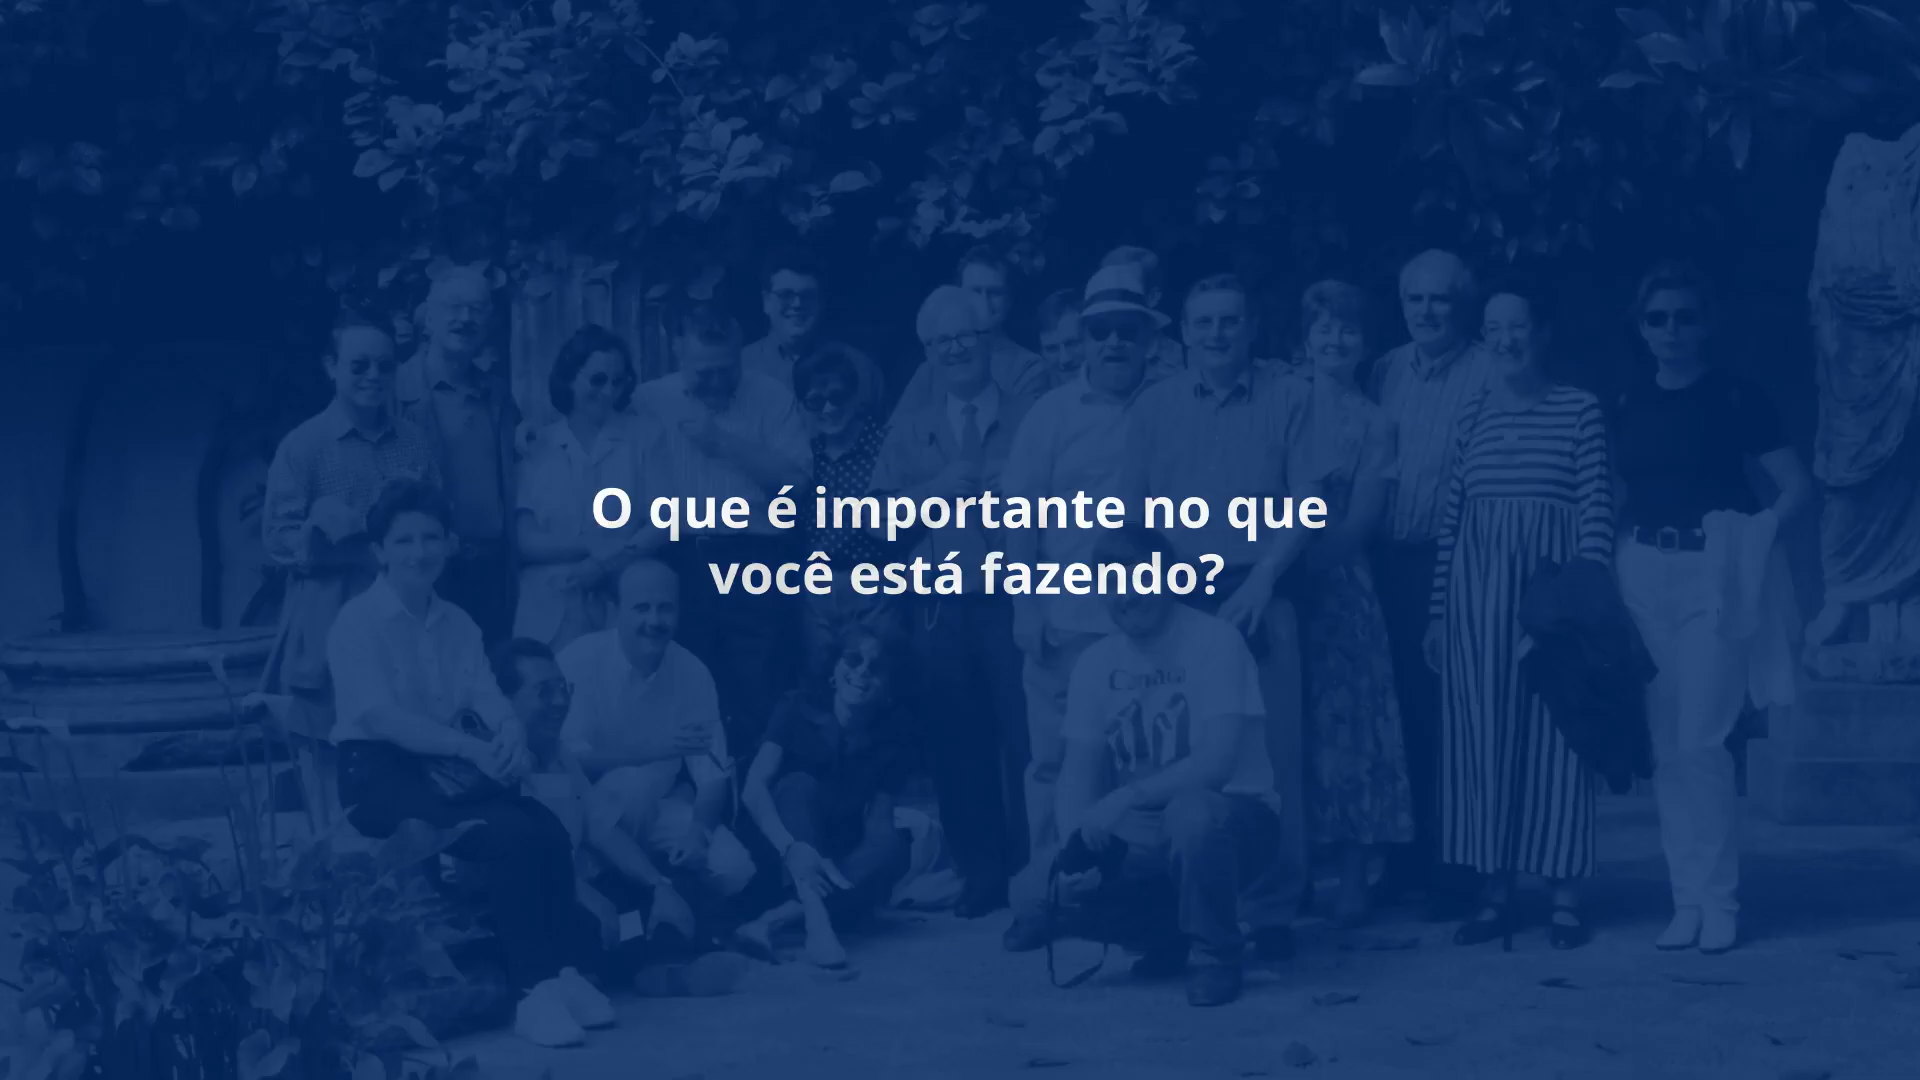 O que é importante no que
você está fazendo?